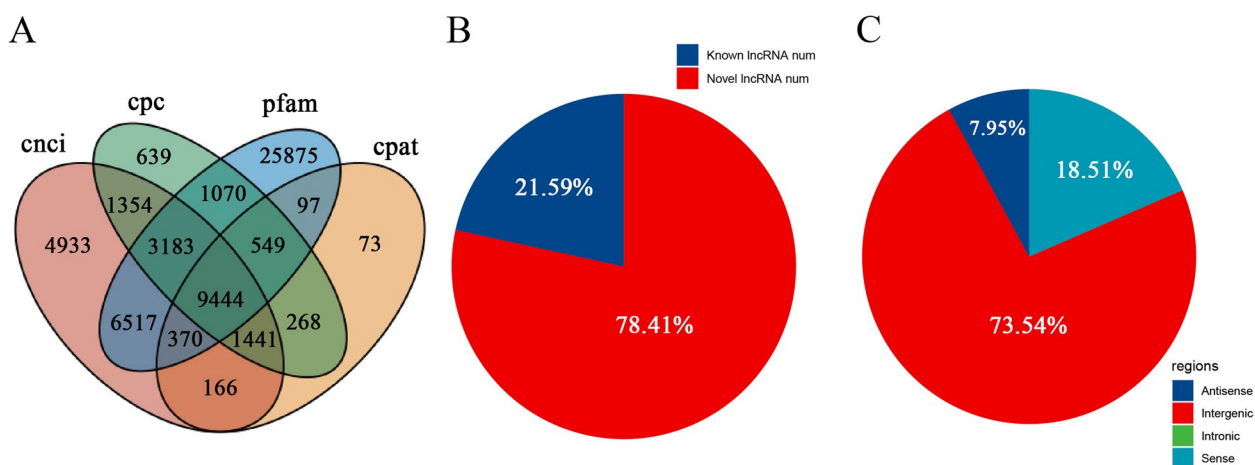 A
B
C
cnci
cpc
pfam
cpat
639
25875
1354
1070
97
4933
3183
549
73
9444
6517
370
1441
268
166
Known lncRNA num
Novel lncRNA num
21.59%
78.41%
7.95%
18.51%
73.54%
regions
Antisense
Intergenic
Intronic
Sense